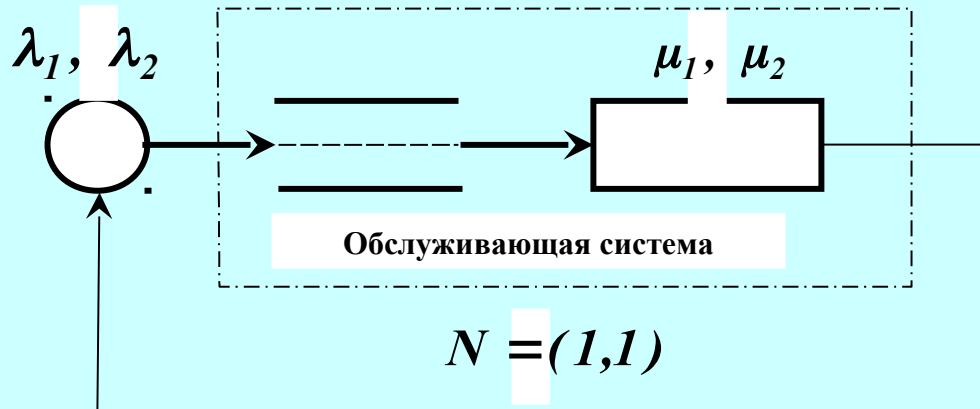 λ1, λ2
μ1, μ2
Обслуживающая система
N =(1,1)